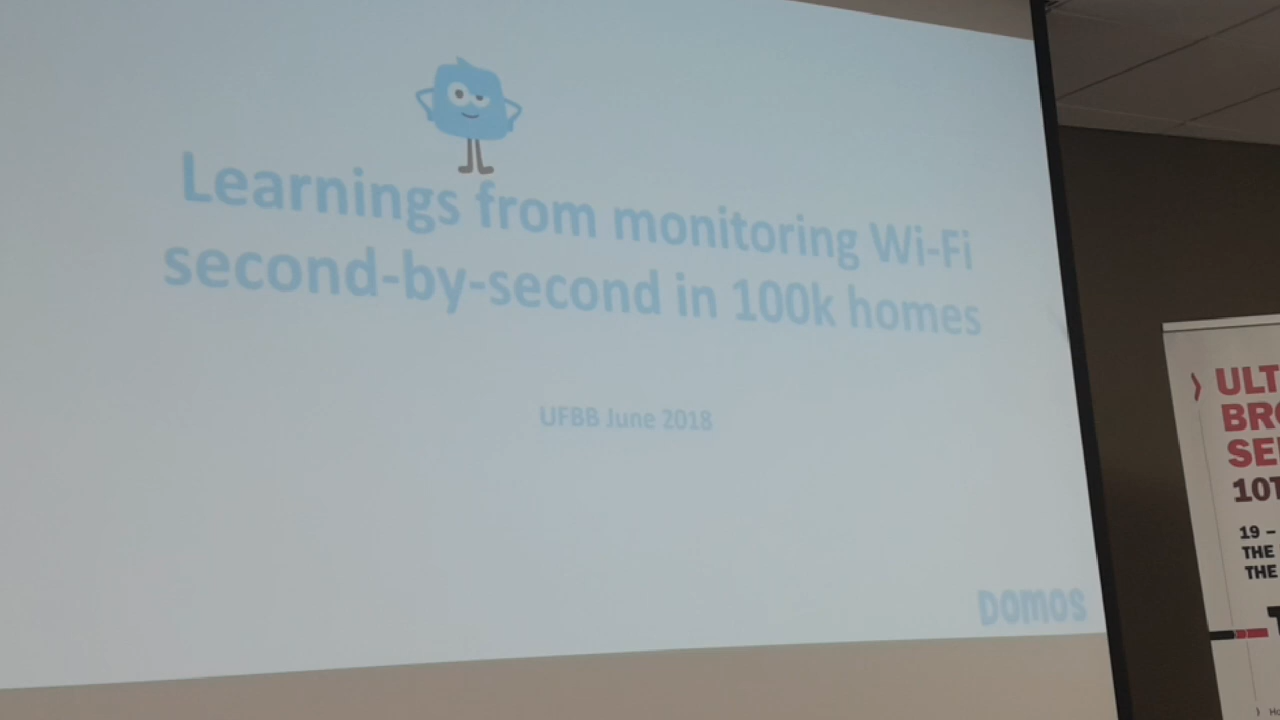 Learnings from monitoring Wi-Fi
second-by-second in 100k homes
UFBB June 2018
DOMOS
ULT
BRO
SE
10T
19 –
THE
THE